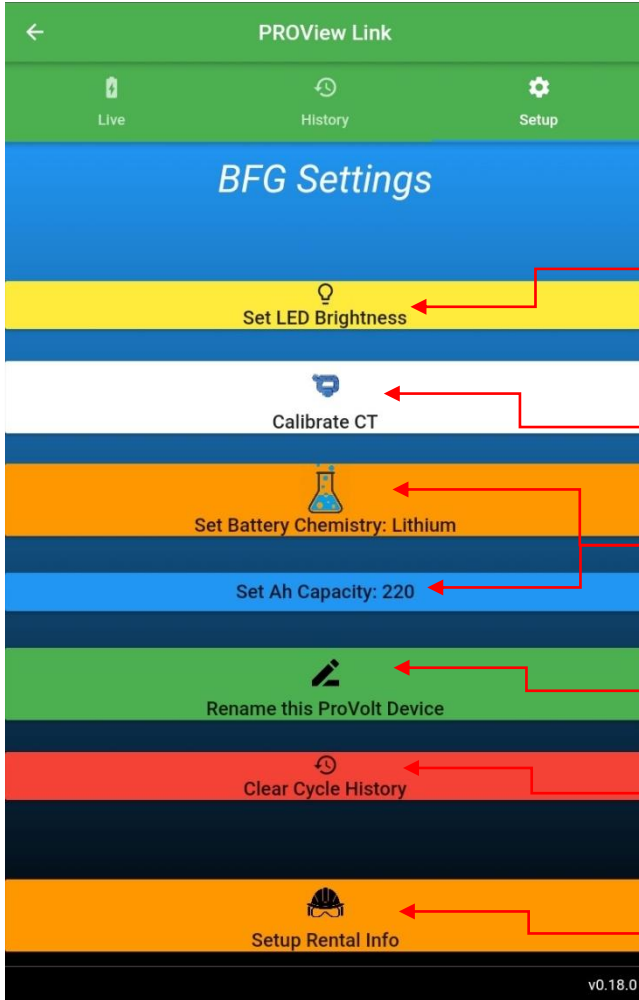 PROView Link
Live History Setup
BFG Settings
Set LED Brightness
Calibrate CT
Set Battery Chemistry: Lithium
Set Ah Capacity: 220
Rename this ProVolt Device
Clear Cycle History
Setup Rental Info
v0.18.0